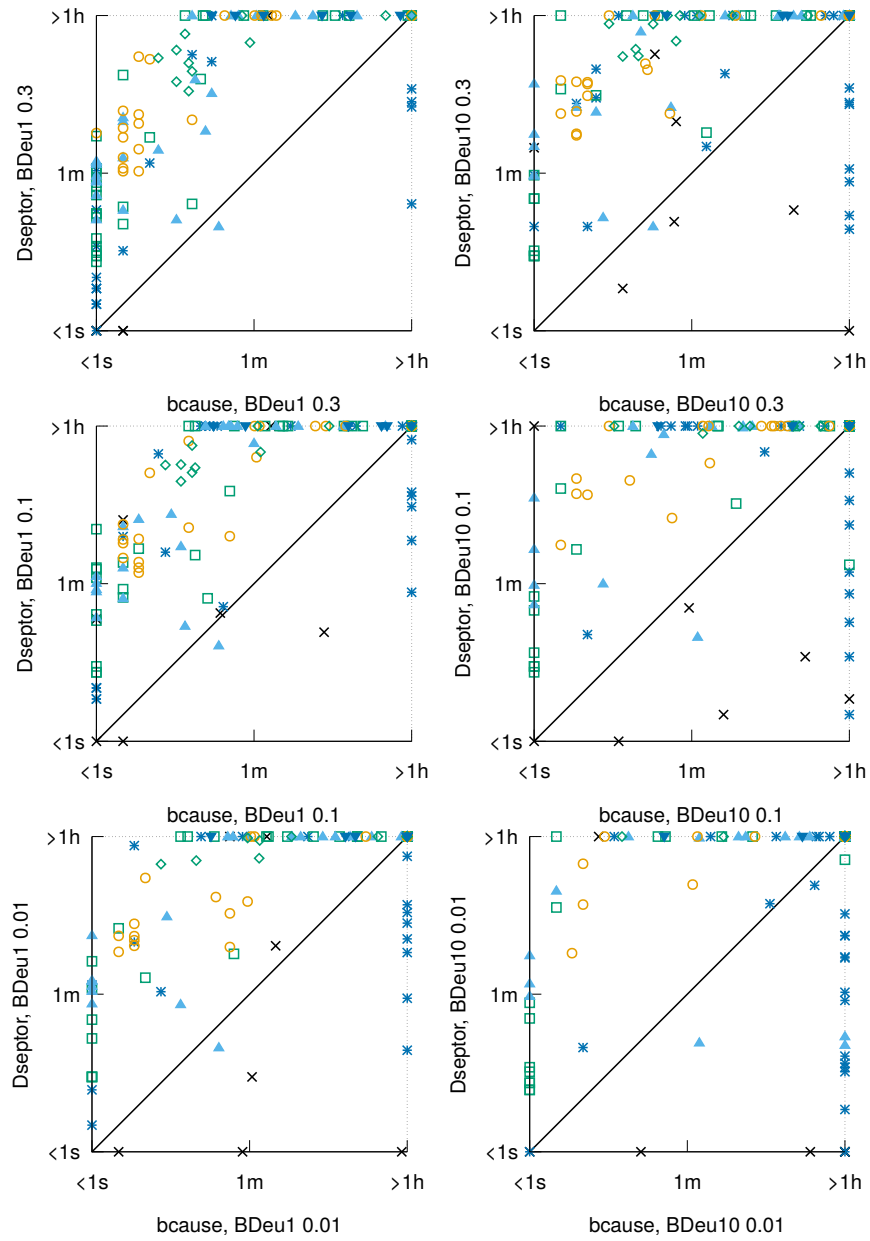 >1h
Dseptor, BDeu1 0.3
1m
<1s
<1s
1m
>1h
bcause, BDeu1 0.3
>1h
Dseptor, BDeu10 0.3
1m
<1s
<1s
1m
>1h
bcause, BDeu10 0.3
>1h
Dseptor, BDeu1 0.1
1m
<1s
<1s
1m
>1h
bcause, BDeu1 0.1
>1h
Dseptor, BDeu10 0.1
1m
<1s
<1s
1m
>1h
bcause, BDeu10 0.1
>1h
Dseptor, BDeu1 0.01
1m
<1s
<1s
1m
>1h
bcause, BDeu1 0.01
>1h
Dseptor, BDeu10 0.01
1m
<1s
<1s
1m
>1h
bcause, BDeu10 0.01